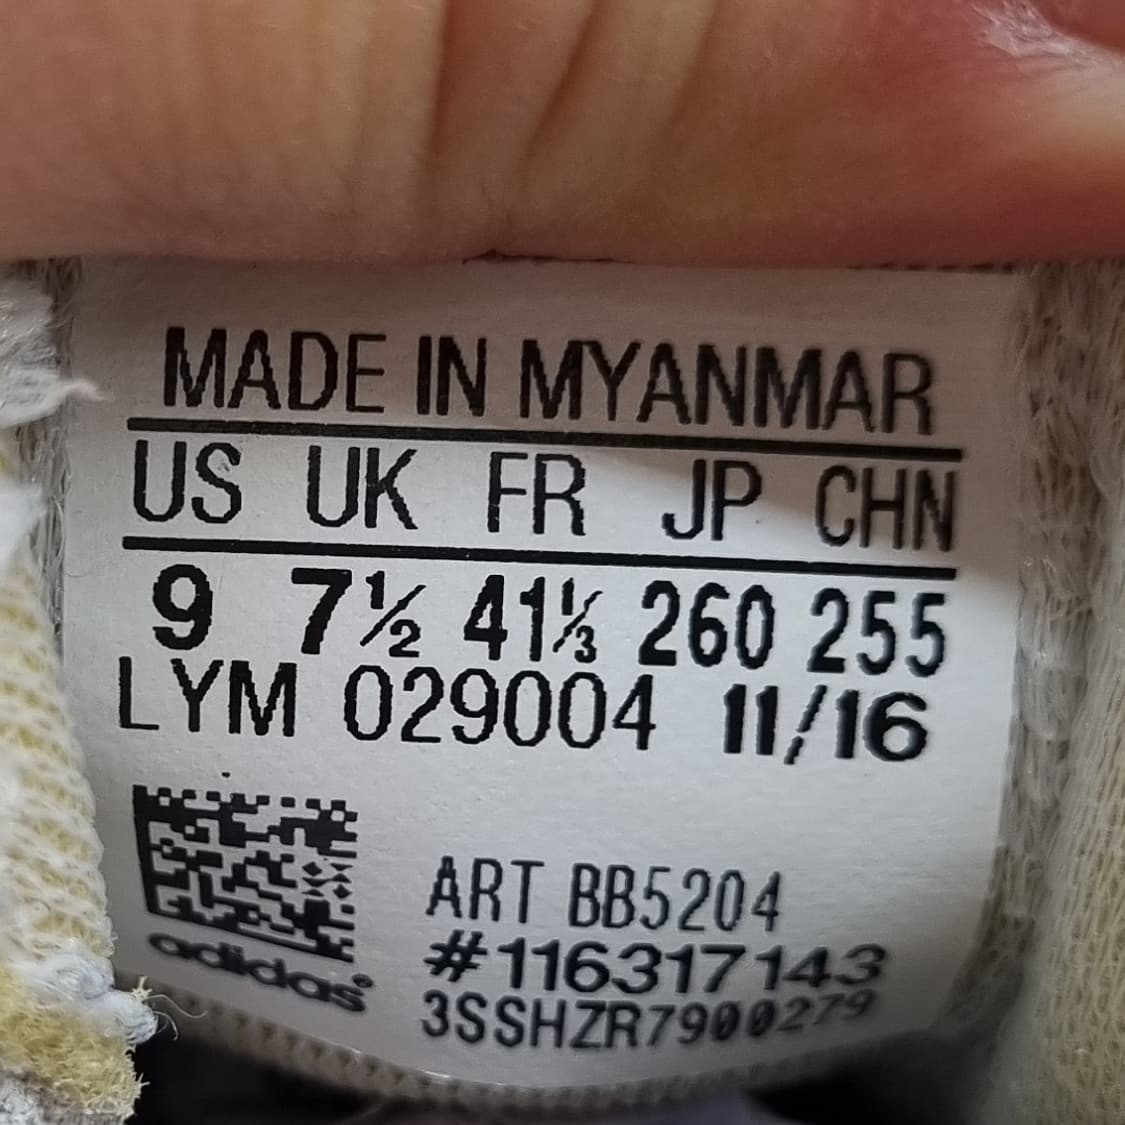 MADE IN MYANMAR
US UK FR JP CHN
9 7½ 41⅓ 260 255
LYM 029004 11/16
ART BB5204
#116317143
3SSHZR7900279
adidas®